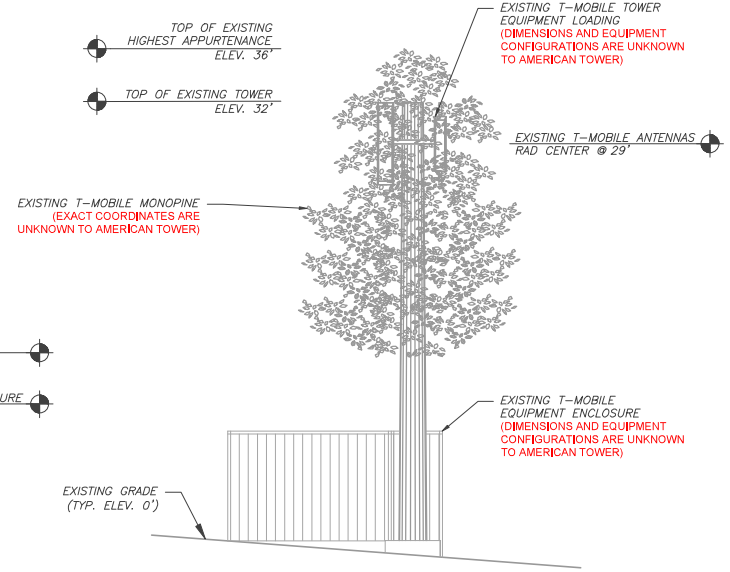 TOP OF EXISTING
HIGHEST APPURTENANCE
ELEV. 36'
TOP OF EXISTING TOWER
ELEV. 32'
EXISTING T-MOBILE TOWER
EQUIPMENT LOADING
(DIMENSIONS AND EQUIPMENT
CONFIGURATIONS ARE UNKNOWN
TO AMERICAN TOWER)
EXISTING T-MOBILE ANTENNAS
RAD CENTER @ 29'
EXISTING T-MOBILE MONOPINE
(EXACT COORDINATES ARE
UNKNOWN TO AMERICAN TOWER)
URE
EXISTING T-MOBILE
EQUIPMENT ENCLOSURE
(DIMENSIONS AND EQUIPMENT
CONFIGURATIONS ARE UNKNOWN
TO AMERICAN TOWER)
EXISTING GRADE
(TYP. ELEV. 0')